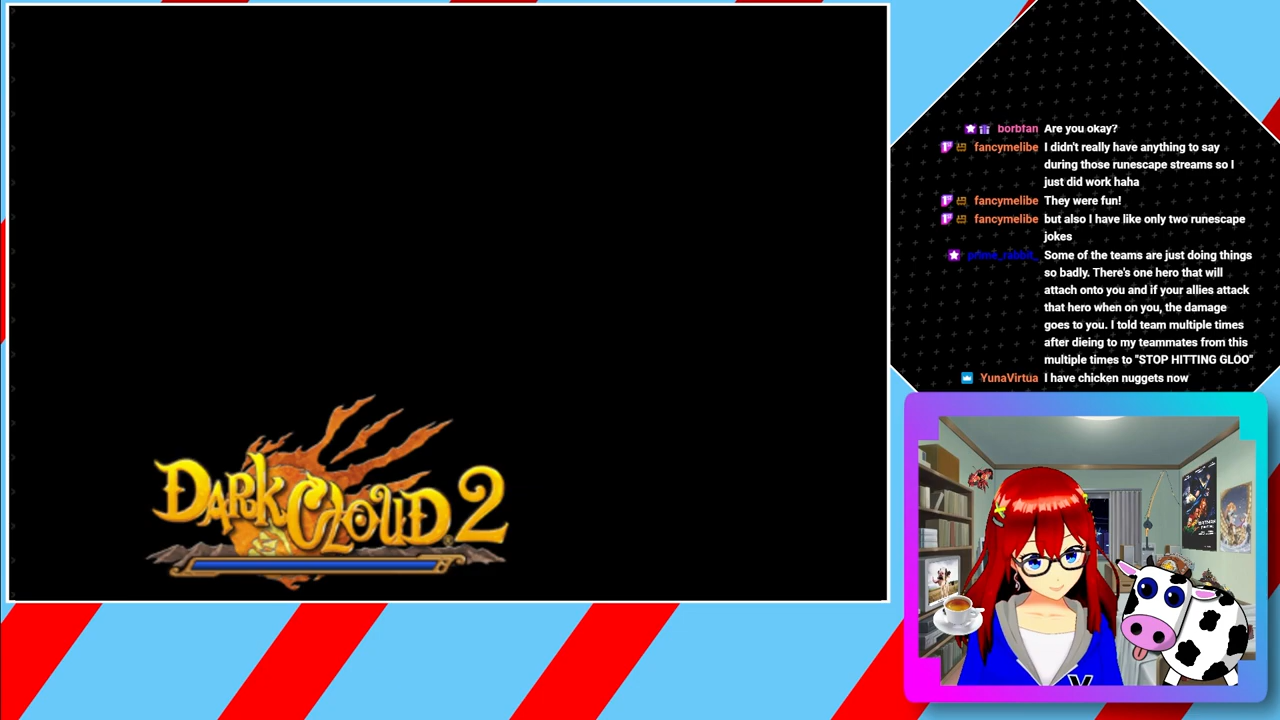 DARK CLOUD 2
borbfan Are you okay?
fancymelibe I didn't really have anything to say
during those runescape streams so I
just did work haha
fancymelibe They were fun!
fancymelibe but also I have like only two runescape
jokes
prime_rabbit_ Some of the teams are just doing things
so badly. There's one hero that will
attach onto you and if your allies attack
that hero when on you, the damage
goes to you. I told team multiple times
after dieing to my teammates from this
multiple times to "STOP HITTING GLOO"
YunaVirtua I have chicken nuggets now